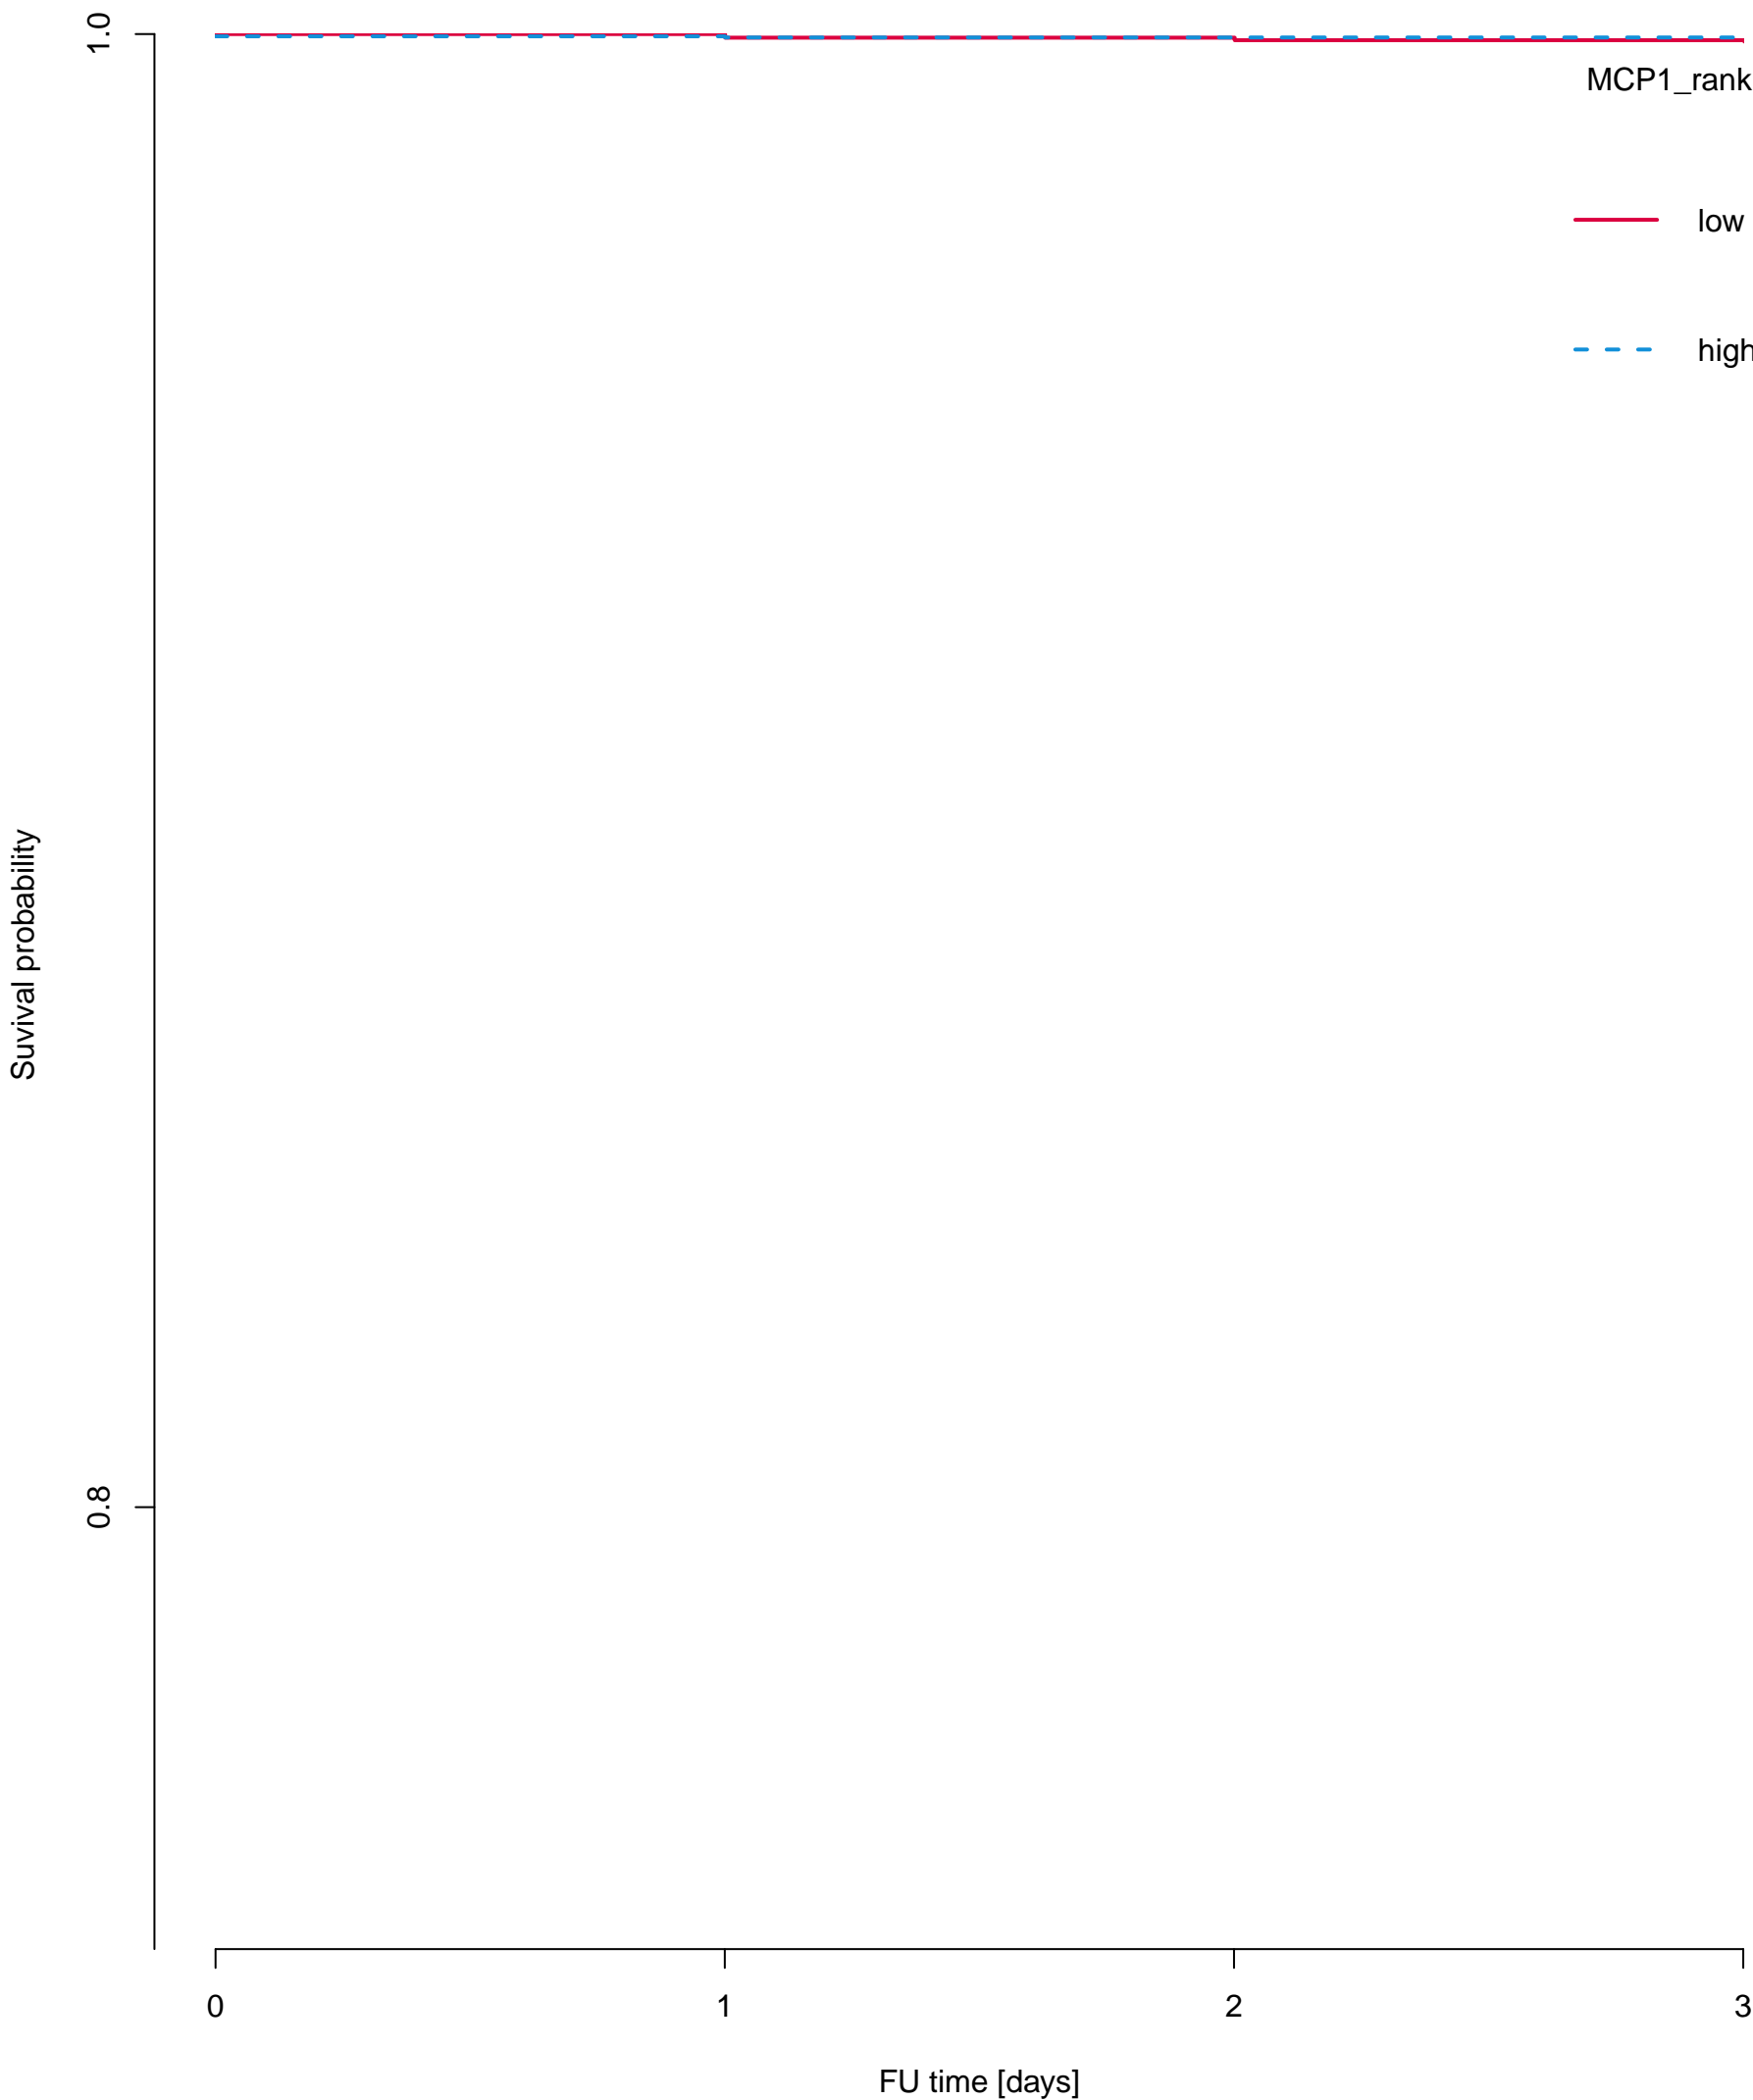 1.0
MCP1_rank
low
high
Suvival probability
0.8
0
1
2
3
FU time [days]